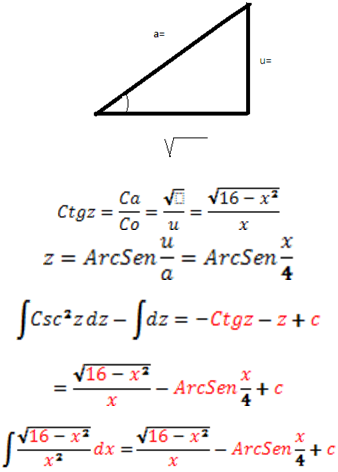 a=
u=
√
Ctgz = Ca/Co = √□/u = √(16 − x²)/x
z = ArcSen u/a = ArcSen x/4
∫Csc²z dz − ∫dz = −Ctgz − z + c
= √(16 − x²)/x − ArcSen x/4 + c
∫ √(16 − x²)/x² dx = √(16 − x²)/x − ArcSen x/4 + c